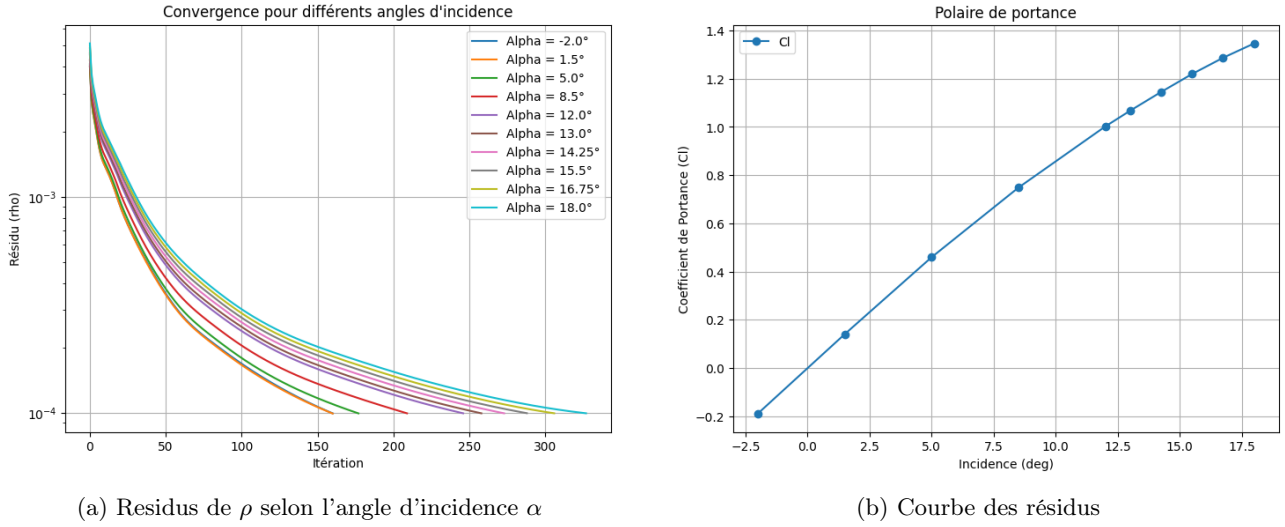 Convergence pour différents angles d'incidence
Résidu (rho)
10⁻³
10⁻⁴
Alpha = -2.0°
Alpha = 1.5°
Alpha = 5.0°
Alpha = 8.5°
Alpha = 12.0°
Alpha = 13.0°
Alpha = 14.25°
Alpha = 15.5°
Alpha = 16.75°
Alpha = 18.0°
0 50 100 150 200 250 300
Itération
(a) Residus de ρ selon l'angle d'incidence α
Polaire de portance
Coefficient de Portance (Cl)
Cl
1.4
1.2
1.0
0.8
0.6
0.4
0.2
0.0
−0.2
−2.5 0.0 2.5 5.0 7.5 10.0 12.5 15.0 17.5
Incidence (deg)
(b) Courbe des résidus